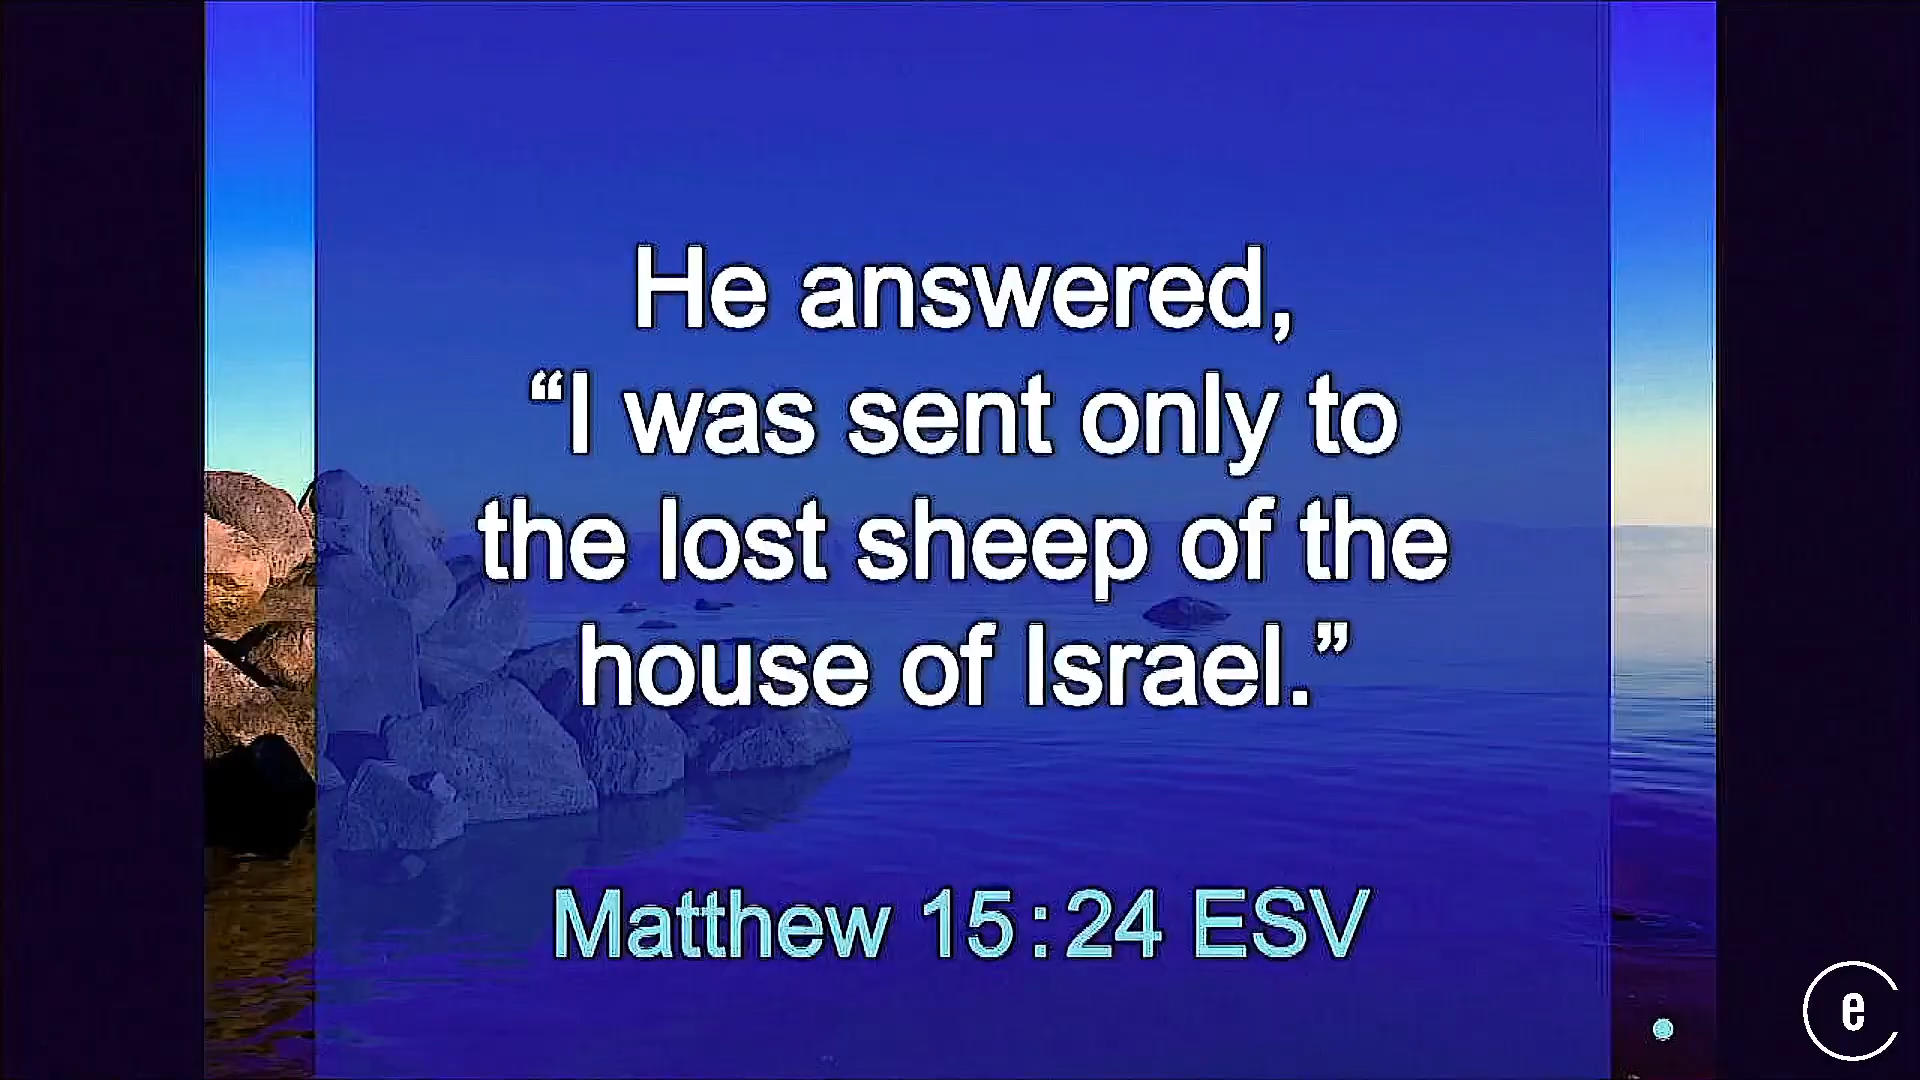 He answered,
“I was sent only to
the lost sheep of the
house of Israel.”
Matthew 15:24 ESV
e